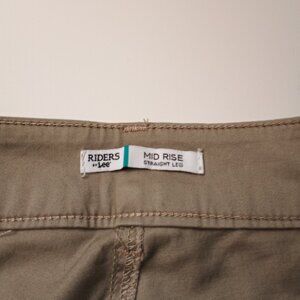 RIDERS
BY Lee
MID RISE
STRAIGHT LEG